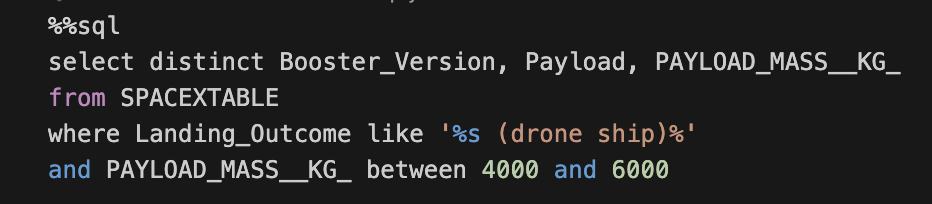 %%sql
select distinct Booster_Version, Payload, PAYLOAD_MASS__KG_
from SPACEXTABLE
where Landing_Outcome like '%s (drone ship)%'
and PAYLOAD_MASS__KG_ between 4000 and 6000